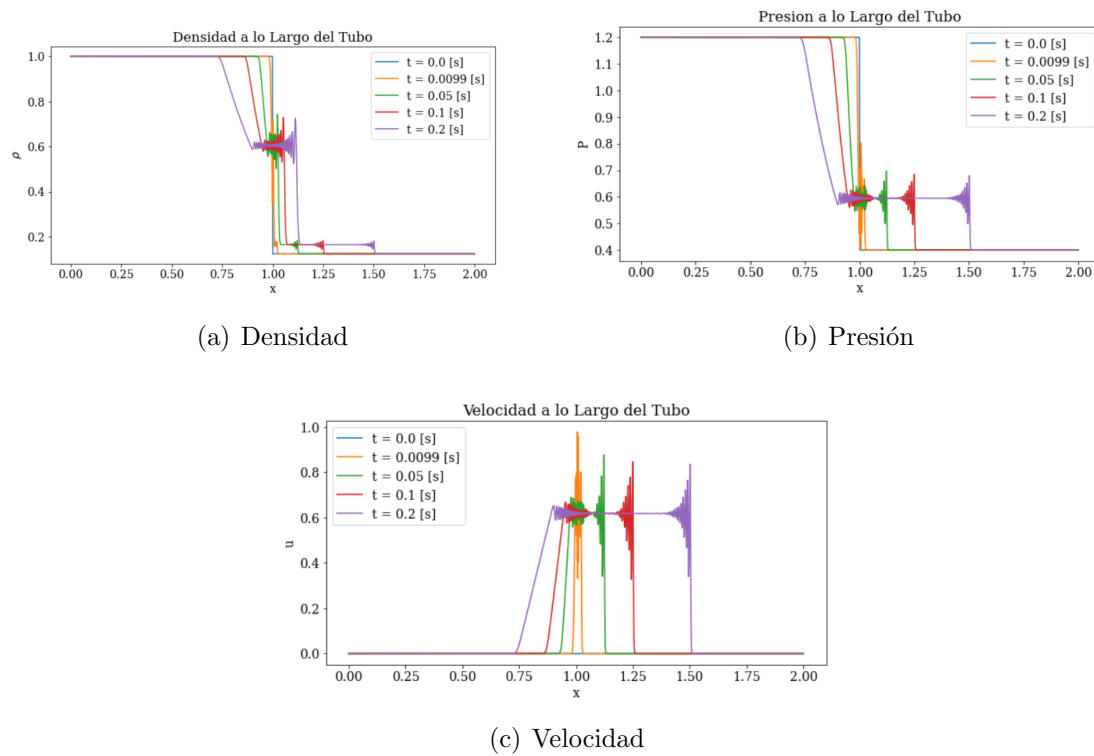 Densidad a lo Largo del Tubo
1.0
0.8
0.6
0.4
0.2
ρ
t = 0.0 [s]
t = 0.0099 [s]
t = 0.05 [s]
t = 0.1 [s]
t = 0.2 [s]
0.00 0.25 0.50 0.75 1.00 1.25 1.50 1.75 2.00
x
(a) Densidad
Presion a lo Largo del Tubo
1.2
1.1
1.0
0.9
0.8
0.7
0.6
0.5
0.4
P
t = 0.0 [s]
t = 0.0099 [s]
t = 0.05 [s]
t = 0.1 [s]
t = 0.2 [s]
0.00 0.25 0.50 0.75 1.00 1.25 1.50 1.75 2.00
x
(b) Presión
Velocidad a lo Largo del Tubo
1.0
0.8
0.6
0.4
0.2
0.0
u
t = 0.0 [s]
t = 0.0099 [s]
t = 0.05 [s]
t = 0.1 [s]
t = 0.2 [s]
0.00 0.25 0.50 0.75 1.00 1.25 1.50 1.75 2.00
x
(c) Velocidad